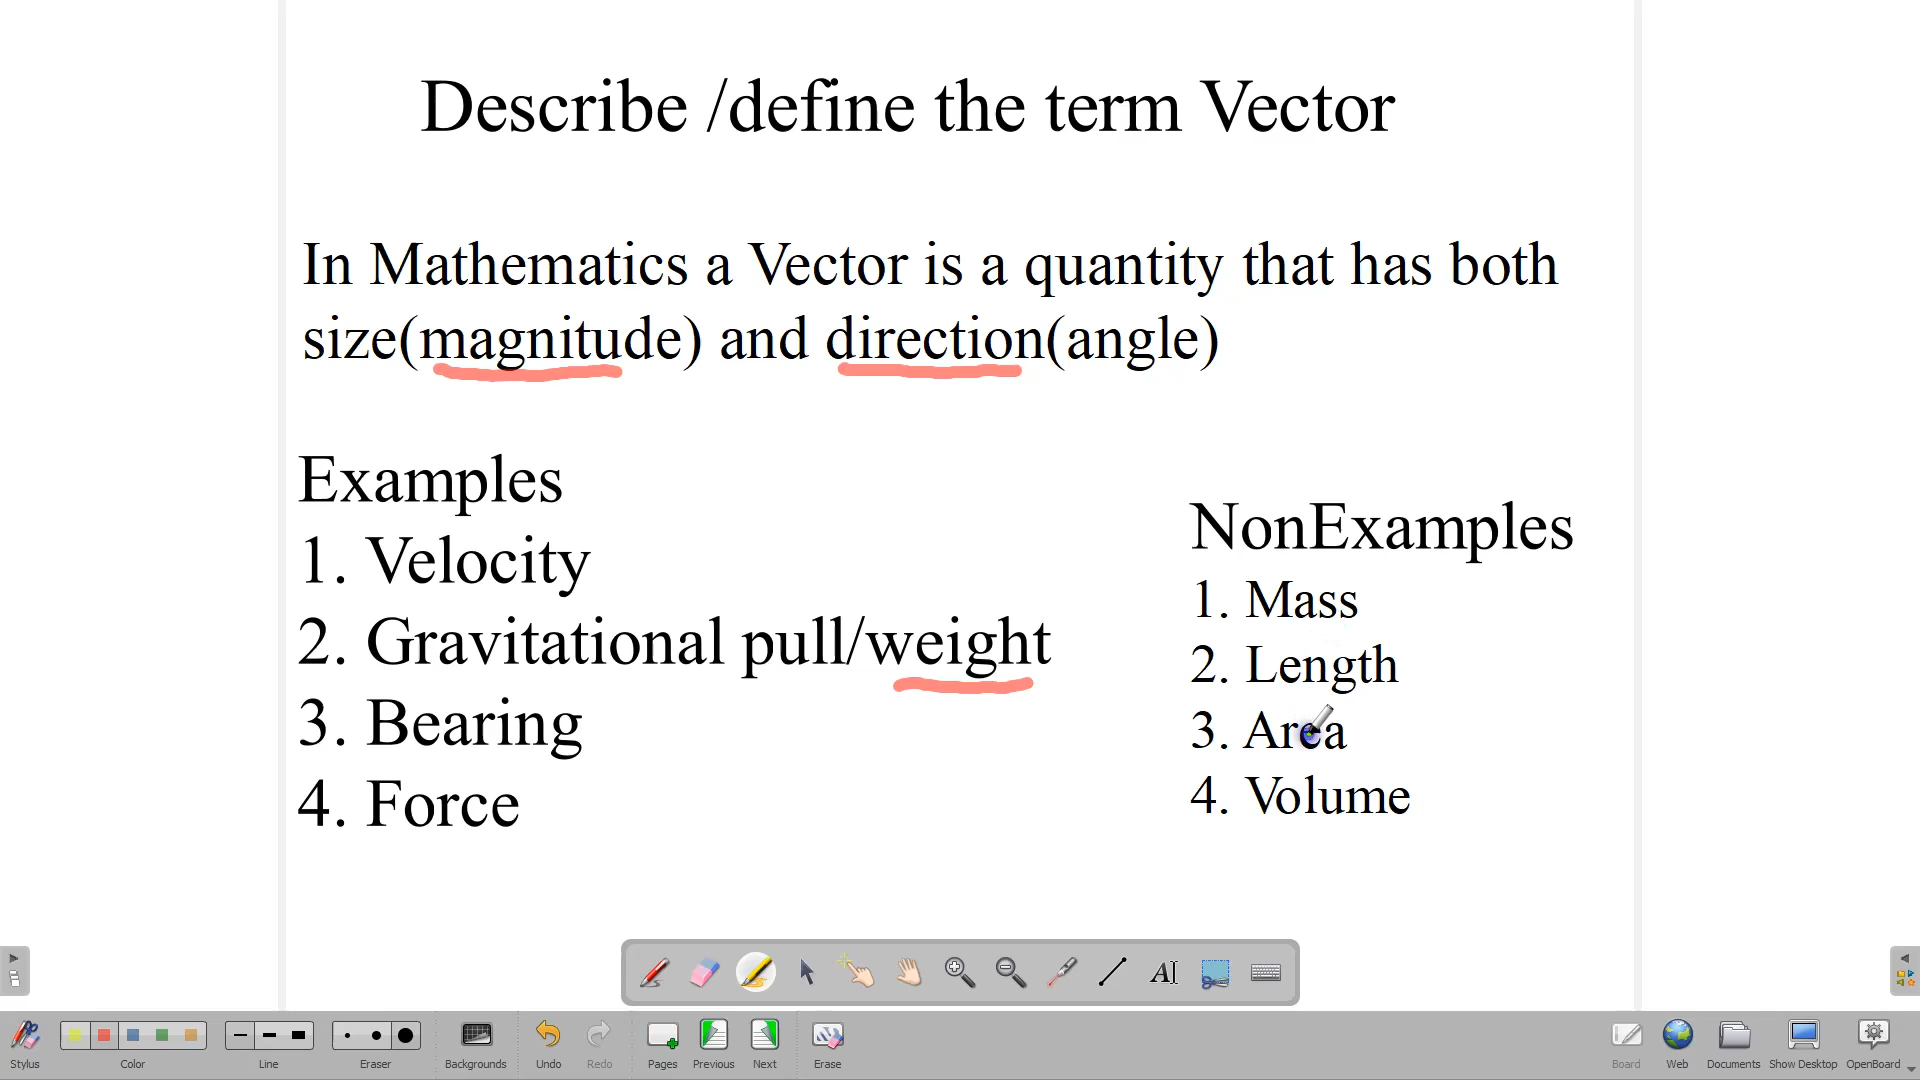 Describe /define the term Vector
In Mathematics a Vector is a quantity that has both
size(magnitude) and direction(angle)
Examples
1. Velocity
2. Gravitational pull/weight
3. Bearing
4. Force
NonExamples
1. Mass
2. Length
3. Area
4. Volume
AI
Stylus
Color
Line
Eraser
Backgrounds
Undo
Redo
Pages
Previous
Next
Erase
Board
Web
Documents
Show Desktop
OpenBoard